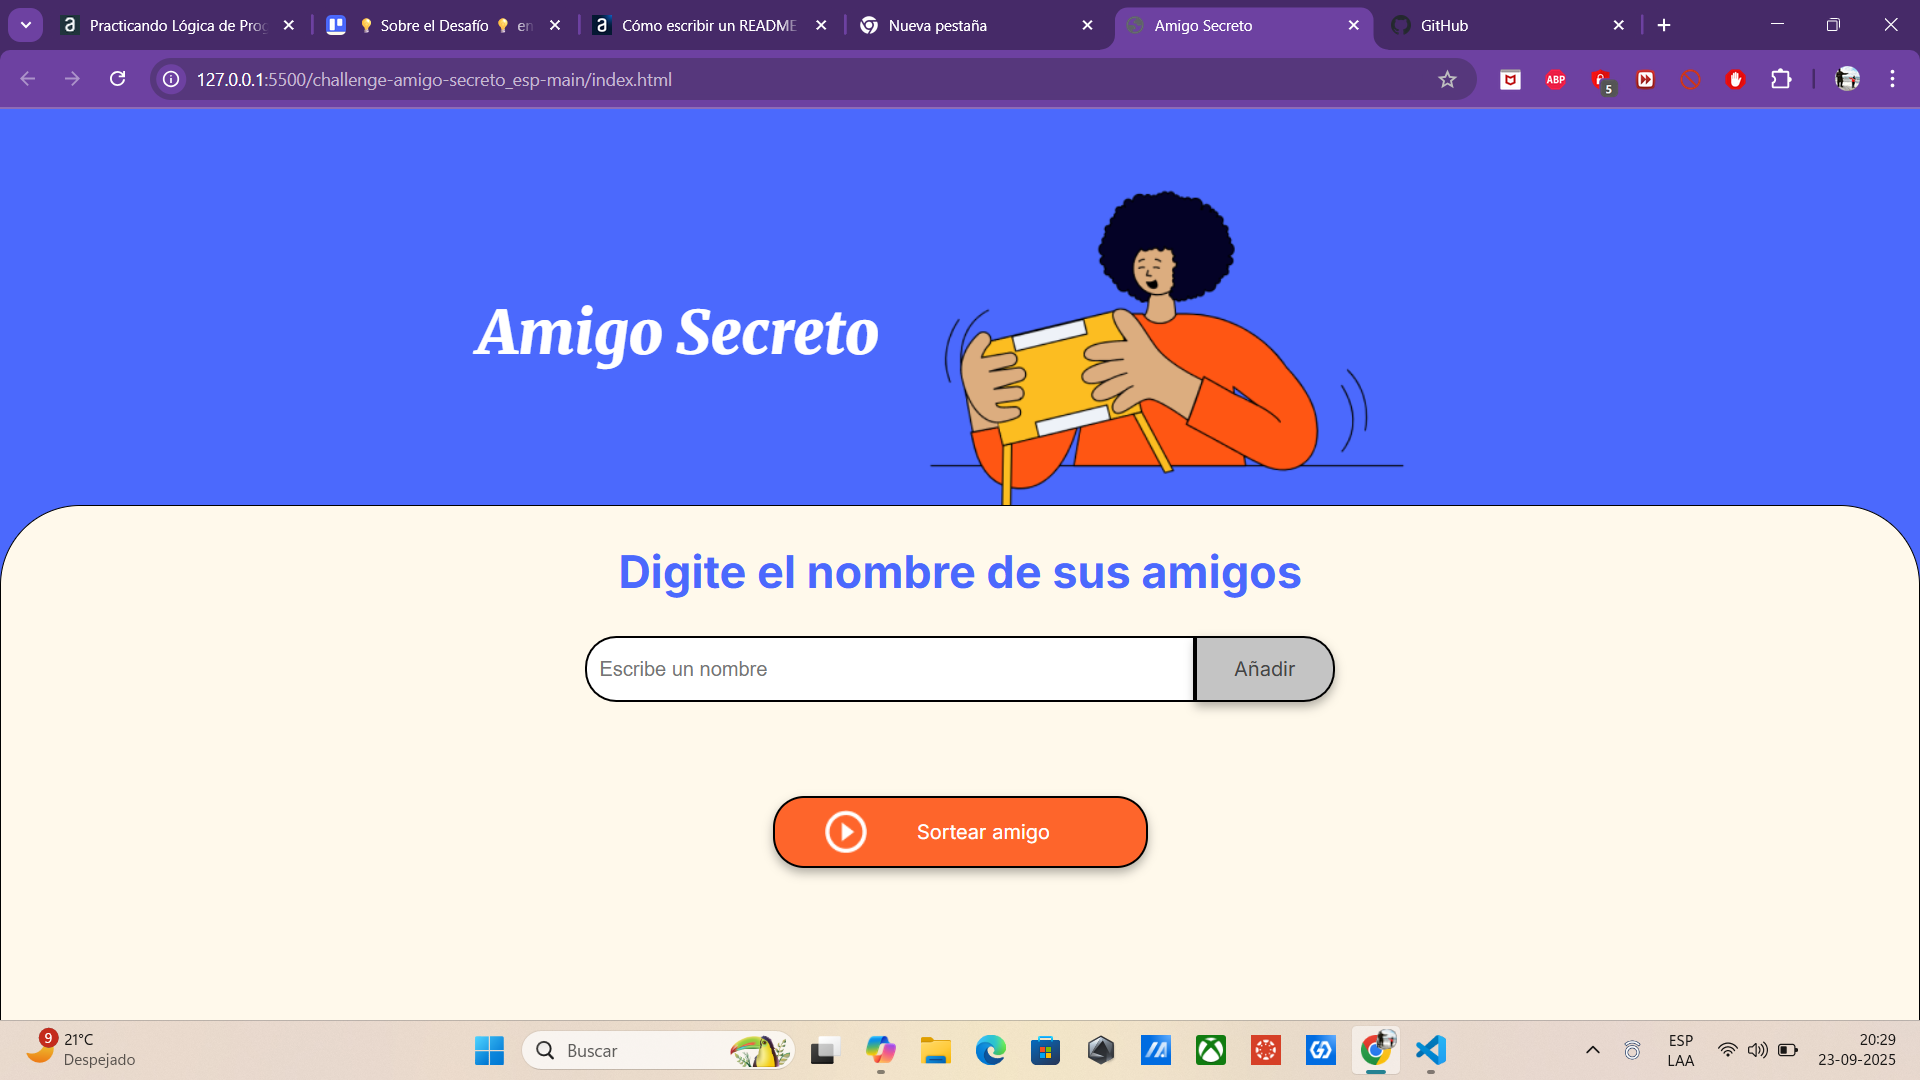 Practicando Lógica de Prog
Sobre el Desafío 💡 en
Cómo escribir un README
Nueva pestaña
Amigo Secreto
GitHub
127.0.0.1:5500/challenge-amigo-secreto_esp-main/index.html
ABP
5
Amigo Secreto
Digite el nombre de sus amigos
Escribe un nombre
Añadir
Sortear amigo
9
21°C
Despejado
Buscar
ESP
LAA
20:29
23-09-2025